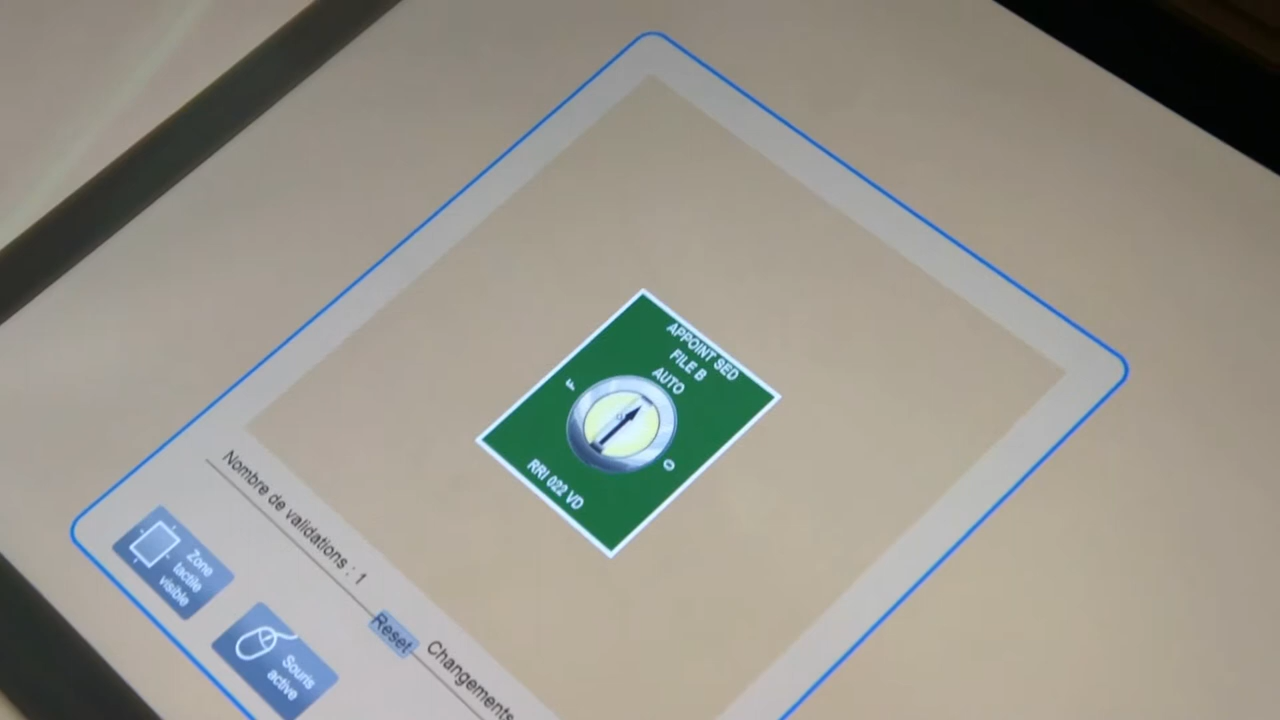 APPOINT SED
FILE B
AUTO
F
O
RRI 022 VD
Nombre de validations : 1
Reset
Changements
Zone
tactile
visible
Souris
active